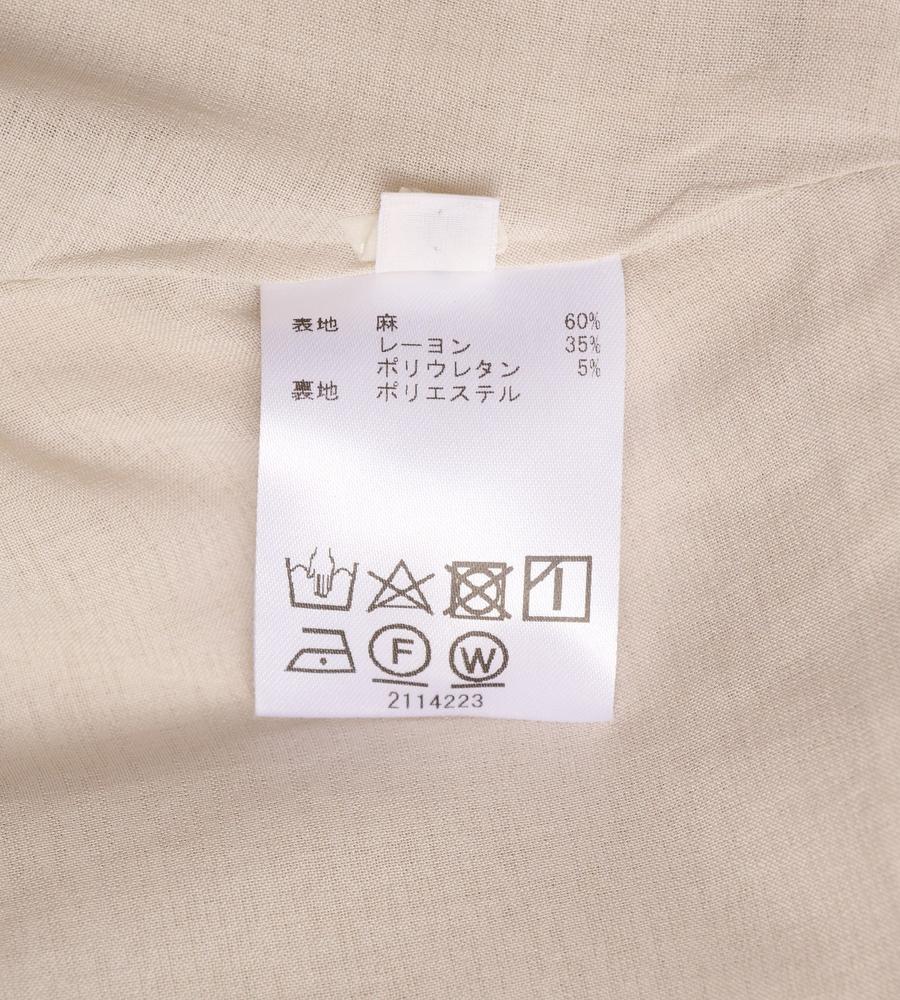 表地 麻 60%
レーヨン 35%
ポリウレタン 5%
裏地 ポリエステル
F W
2114223